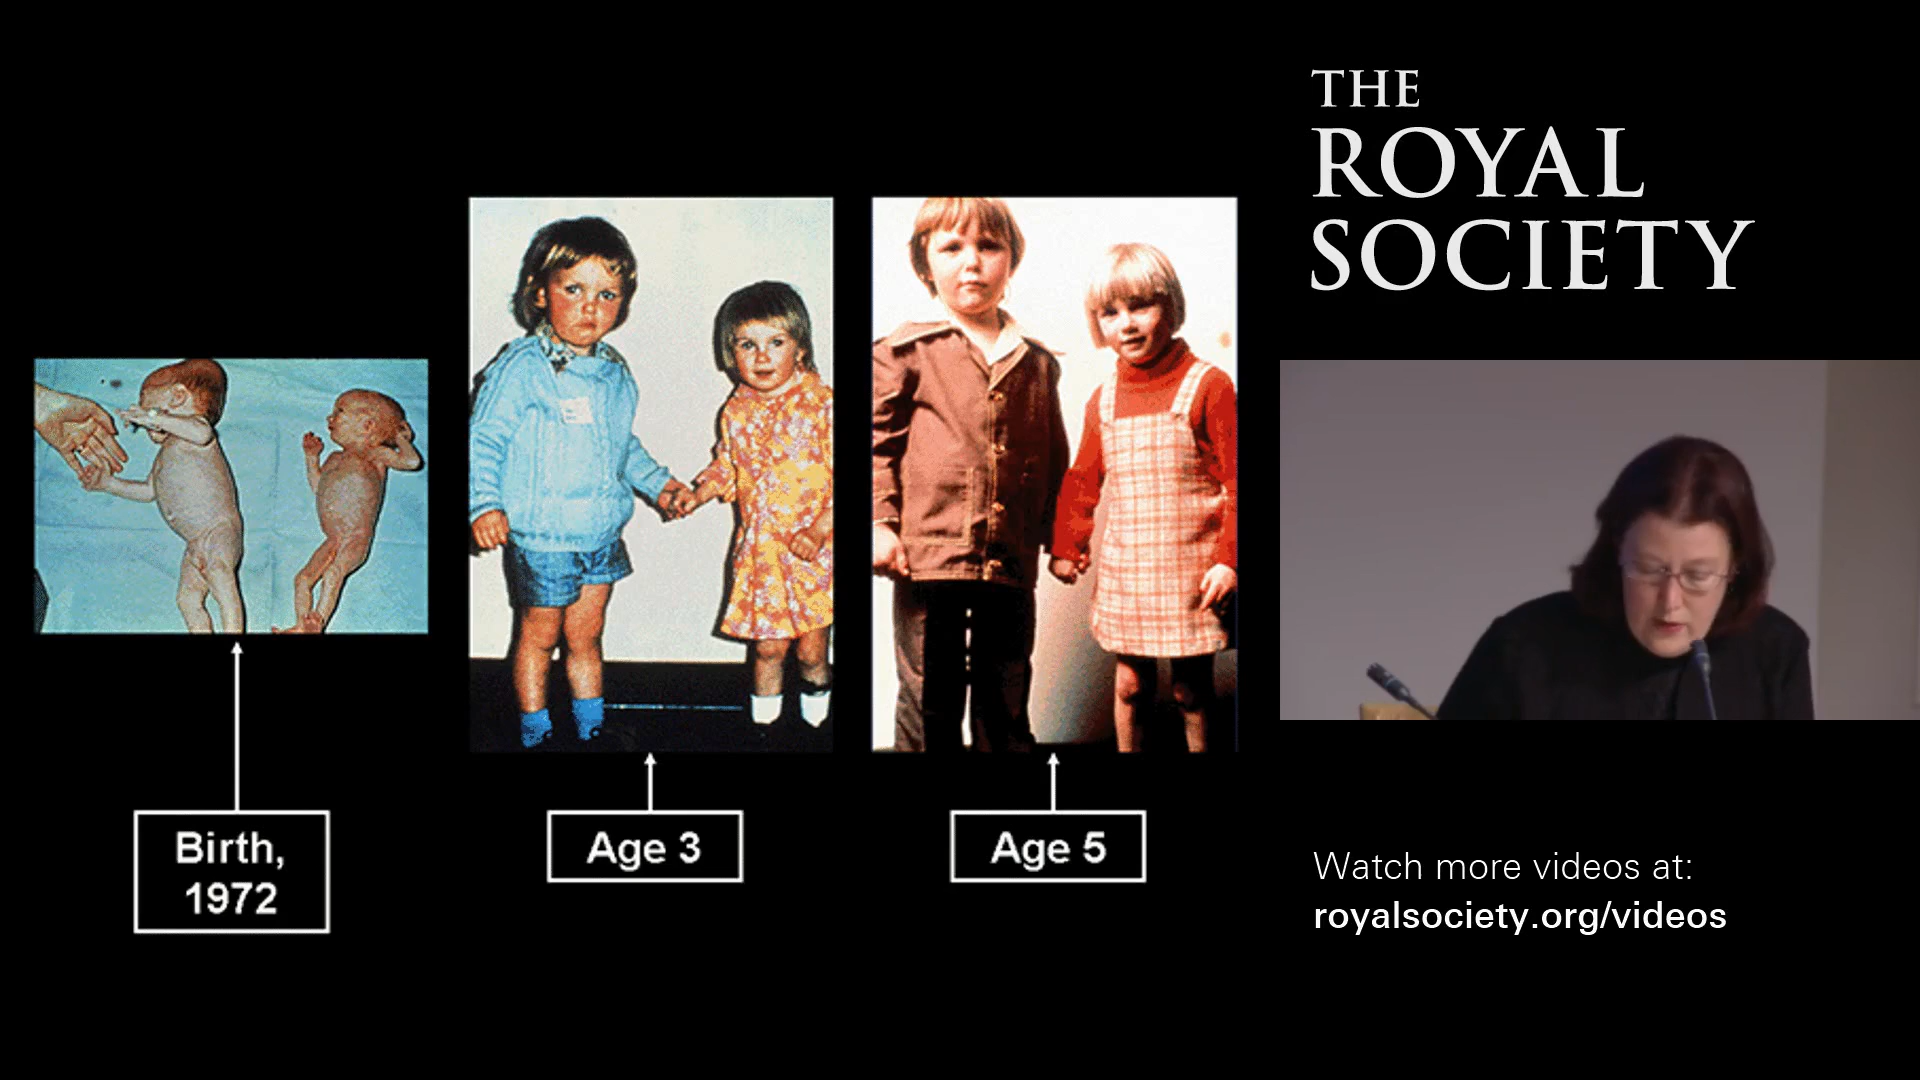 THE
ROYAL
SOCIETY
Birth,
1972
Age 3
Age 5
Watch more videos at:
royalsociety.org/videos